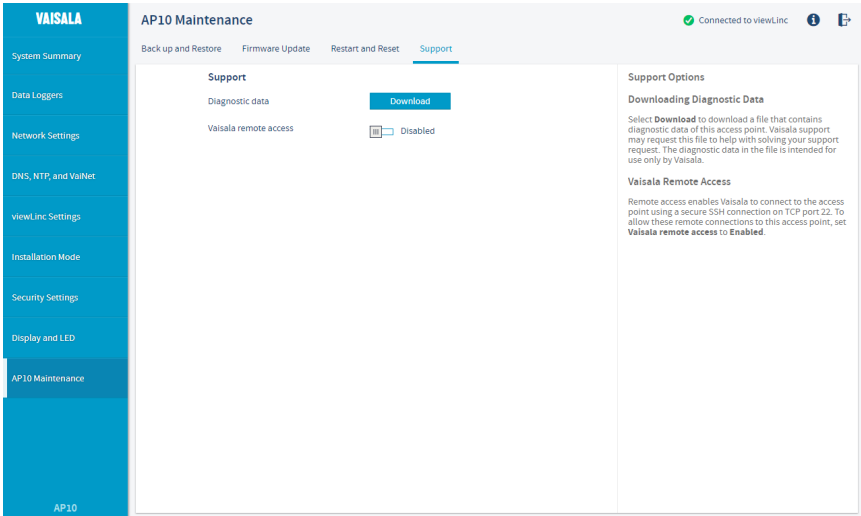 VAISALA
System Summary
Data Loggers
Network Settings
DNS, NTP, and VaiNet
viewLinc Settings
Installation Mode
Security Settings
Display and LED
AP10 Maintenance
AP10
AP10 Maintenance
Connected to viewLinc
Back up and Restore
Firmware Update
Restart and Reset
Support
Support
Diagnostic data
Download
Vaisala remote access
Disabled
Support Options
Downloading Diagnostic Data
Select Download to download a file that contains
diagnostic data of this access point. Vaisala support
may request this file to help with solving your support
request. The diagnostic data in the file is intended for
use only by Vaisala.
Vaisala Remote Access
Remote access enables Vaisala to connect to the access
point using a secure SSH connection on TCP port 22. To
allow these remote connections to this access point, set
Vaisala remote access to Enabled.